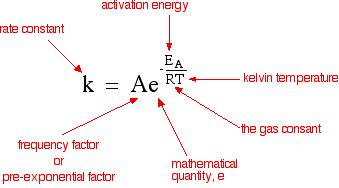 activation energy
rate constant
k = Ae^-E_A/RT
kelvin temperature
the gas consant
frequency factor
or
pre-exponential factor
mathematical
quantity, e